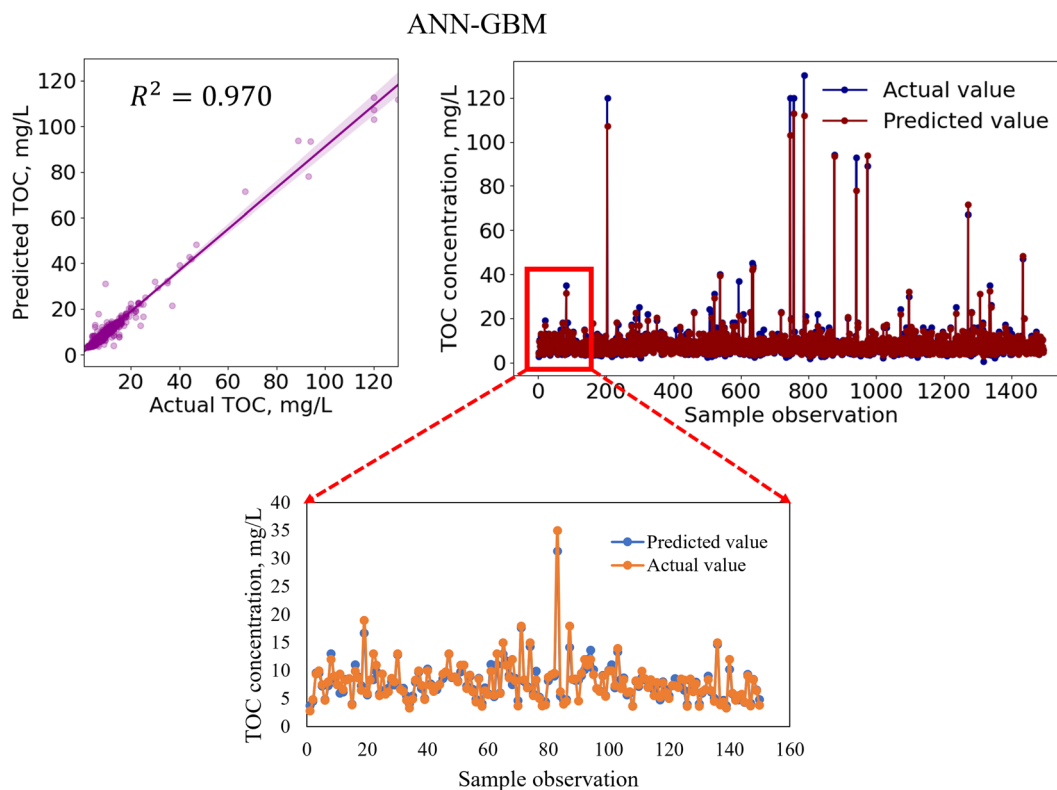 ANN-GBM
R² = 0.970
Predicted TOC, mg/L
120
100
80
60
40
20
0
20 40 60 80 100 120
Actual TOC, mg/L
TOC concentration, mg/L
120
100
80
60
40
20
0
Actual value
Predicted value
0 200 400 600 800 1000 1200 1400
Sample observation
TOC concentration, mg/L
40
35
30
25
20
15
10
5
0
Predicted value
Actual value
0 20 40 60 80 100 120 140 160
Sample observation